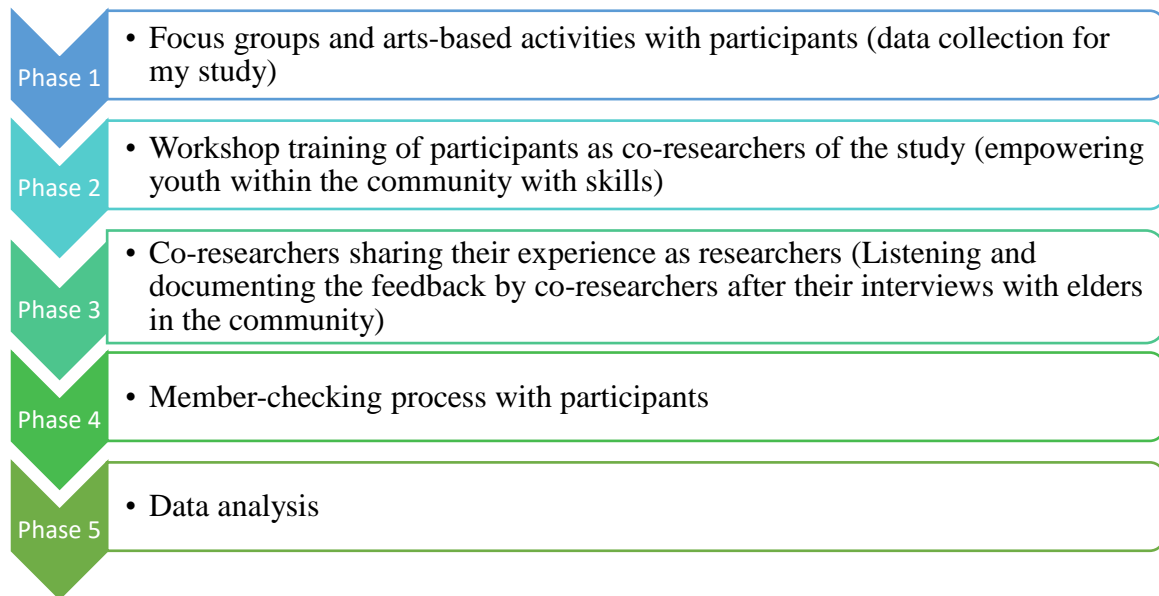 Phase 1
• Focus groups and arts-based activities with participants (data collection for
my study)
Phase 2
• Workshop training of participants as co-researchers of the study (empowering
youth within the community with skills)
Phase 3
• Co-researchers sharing their experience as researchers (Listening and
documenting the feedback by co-researchers after their interviews with elders
in the community)
Phase 4
• Member-checking process with participants
Phase 5
• Data analysis